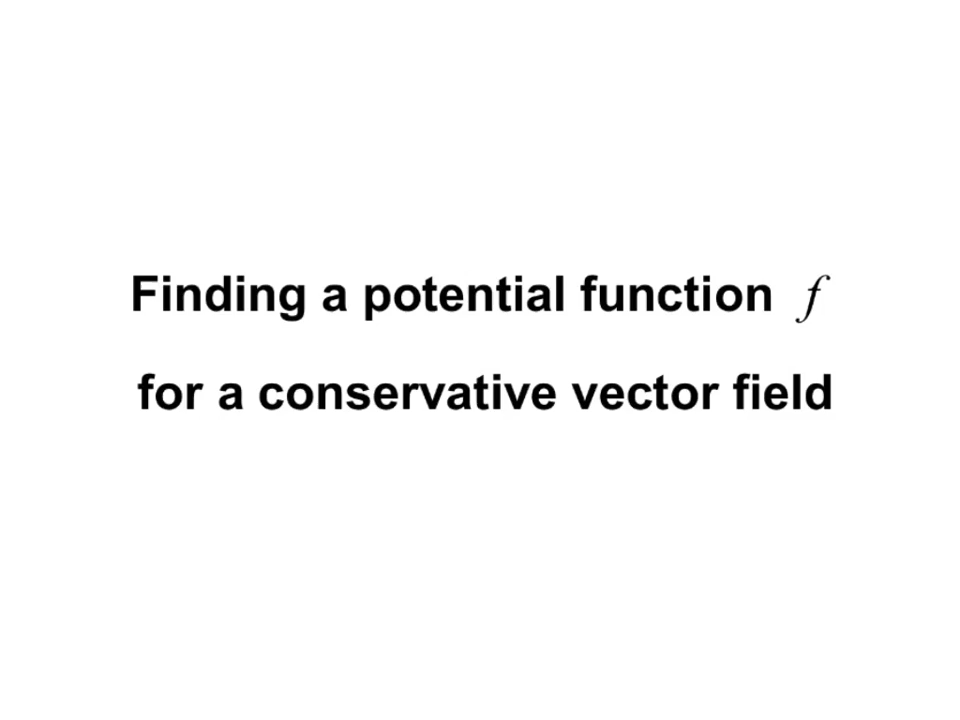 Finding a potential function f
for a conservative vector field